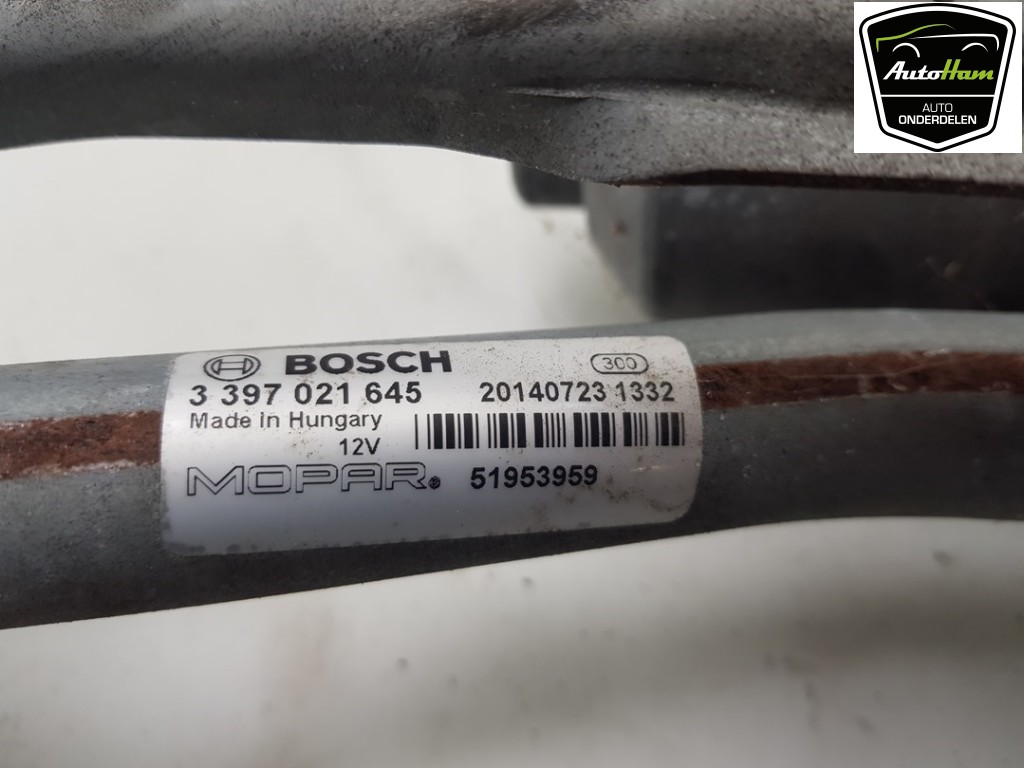 AutoHam
AUTO
ONDERDELEN
BOSCH 300
3 397 021 645 20140723 1332
Made in Hungary
12V
MOPAR® 51953959